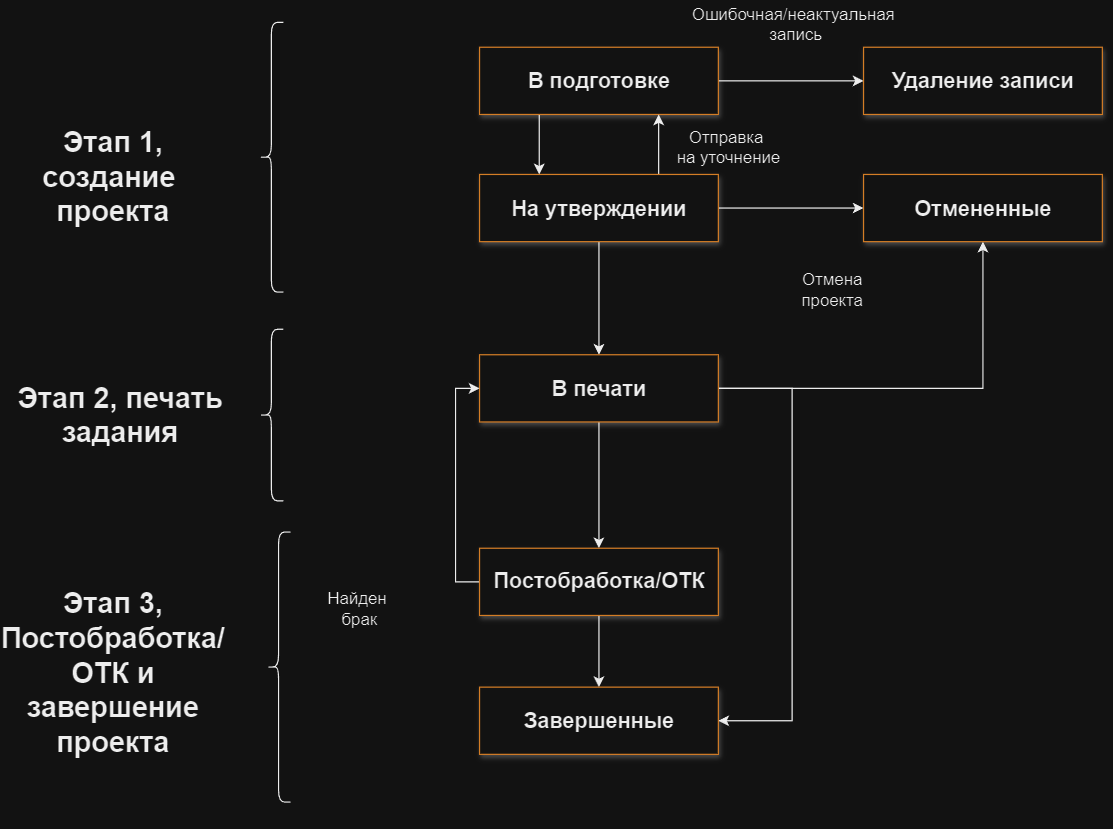 Ошибочная/неактуальная
запись
В подготовке
Удаление записи
Этап 1,
создание
проекта
Отправка
на уточнение
На утверждении
Отмененные
Отмена
проекта
Этап 2, печать
задания
В печати
Этап 3,
Постобработка/
ОТК и
завершение
проекта
Найден
брак
Постобработка/ОТК
Завершенные